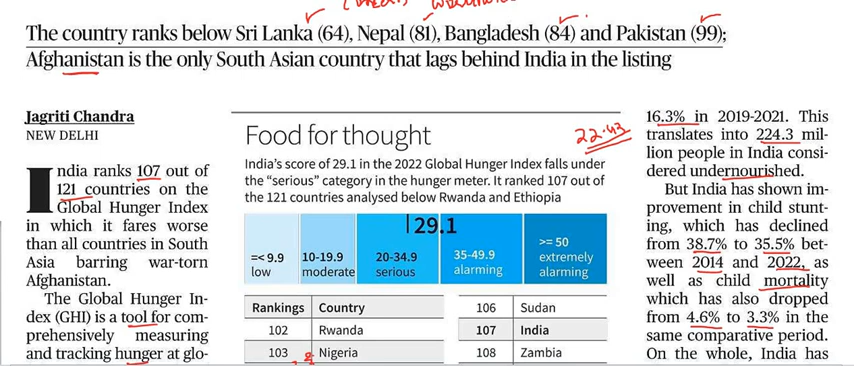 The country ranks below Sri Lanka (64), Nepal (81), Bangladesh (84) and Pakistan (99);
Afghanistan is the only South Asian country that lags behind India in the listing
Jagriti Chandra
NEW DELHI
India ranks 107 out of
121 countries on the
Global Hunger Index
in which it fares worse
than all countries in South
Asia barring war-torn
Afghanistan.
The Global Hunger In-
dex (GHI) is a tool for com-
prehensively measuring
and tracking hunger at glo-
Food for thought
22.43
India's score of 29.1 in the 2022 Global Hunger Index falls under
the “serious” category in the hunger meter. It ranked 107 out of
the 121 countries analysed below Rwanda and Ethiopia
29.1
=< 9.9 10-19.9 20-34.9 35-49.9 >= 50
low moderate serious alarming extremely
alarming
Rankings Country 106 Sudan
102 Rwanda 107 India
103 Nigeria 108 Zambia
16.3% in 2019-2021. This
translates into 224.3 mil-
lion people in India consi-
dered undernourished.
But India has shown im-
provement in child stunt-
ing, which has declined
from 38.7% to 35.5% bet-
ween 2014 and 2022, as
well as child mortality
which has also dropped
from 4.6% to 3.3% in the
same comparative period.
On the whole, India has